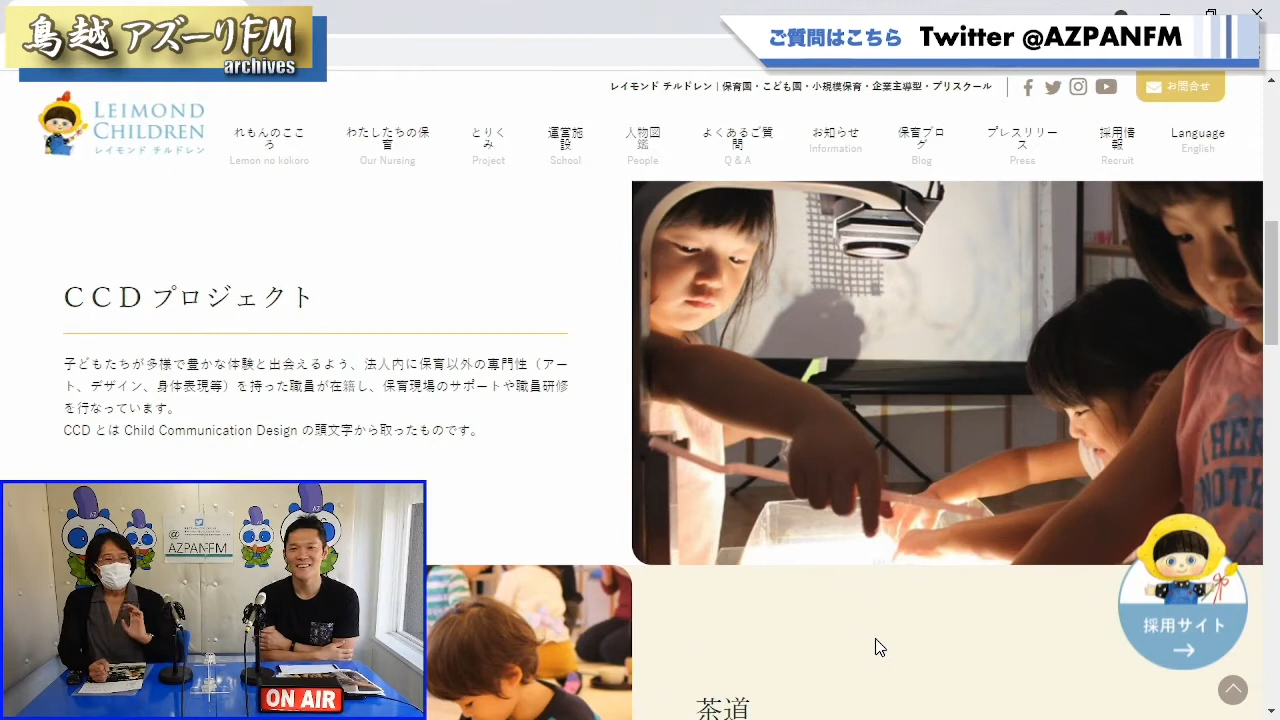 鳥越アズーリFM
archives
ご質問はこちら Twitter @AZPANFM
レイモンド チルドレン | 保育園・こども園・小規模保育・企業主導型・プリスクール
お問合せ
LEIMOND
CHILDREN
レイモンド チルドレン
れもんのここ
ろ
Lemon no kokoro
わたしたちの保
育
Our Nursing
とりく
み
Project
運営施
設
School
人物図
鑑
People
よくあるご質
問
Q & A
お知らせ
Information
保育ブロ
グ
Blog
プレスリリー
ス
Press
採用情
報
Recruit
Language
English
CCD プロジェクト
子どもたちが多様で豊かな体験と出会えるよう、法人内に保育以外の専門性（アー
ト、デザイン、身体表現等）を持った職員が在籍し、保育現場のサポートや職員研修
を行なっています。
CCD とは Child Communication Design の頭文字から取ったものです。
NOTH
AZ
AZ
@
AZPAN-FM
ON AIR
採用サイト
茶道